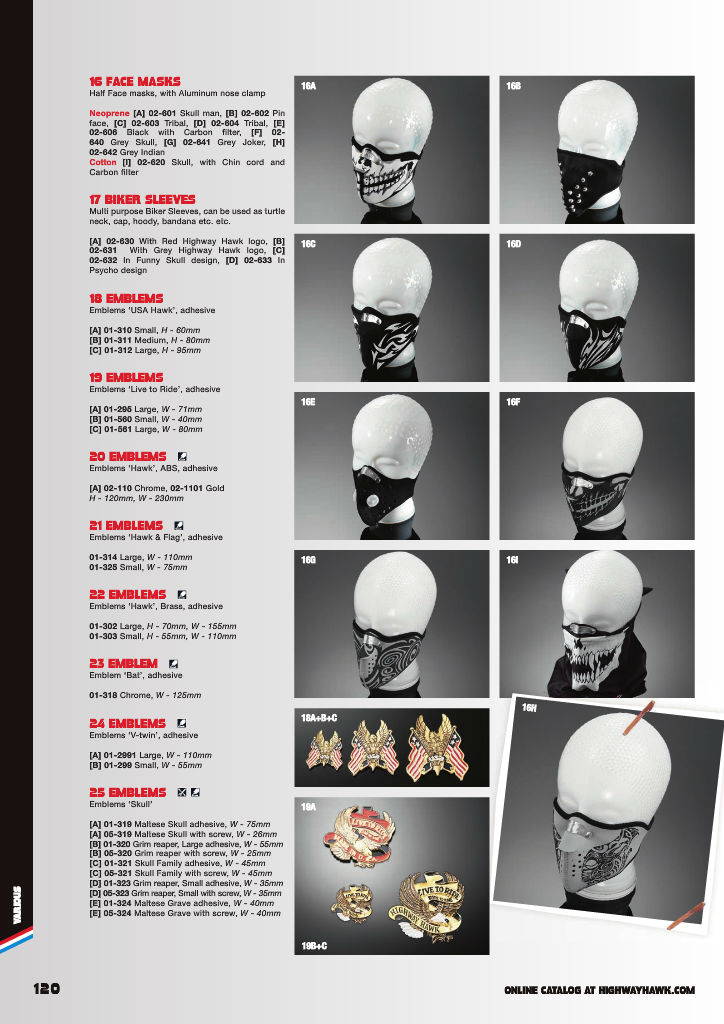 16 FACE MASKS
Half Face masks, with Aluminum nose clamp
Neoprene [A] 02-601 Skull man, [B] 02-602 Pin
face, [C] 02-603 Tribal, [D] 02-604 Tribal, [E]
02-606 Black with Carbon filter, [F] 02-
640 Grey Skull, [G] 02-641 Grey Joker, [H]
02-642 Grey Indian
Cotton [I] 02-620 Skull, with Chin cord and
Carbon filter
17 BIKER SLEEVES
Multi purpose Biker Sleeves, can be used as turtle
neck, cap, hoody, bandana etc. etc.
[A] 02-630 With Red Highway Hawk logo, [B]
02-631 With Grey Highway Hawk logo, [C]
02-632 In Funny Skull design, [D] 02-633 In
Psycho design
18 EMBLEMS
Emblems 'USA Hawk', adhesive
[A] 01-310 Small, H - 60mm
[B] 01-311 Medium, H - 80mm
[C] 01-312 Large, H - 95mm
19 EMBLEMS
Emblems 'Live to Ride', adhesive
[A] 01-295 Large, W - 71mm
[B] 01-560 Small, W - 40mm
[C] 01-561 Large, W - 80mm
20 EMBLEMS
Emblems 'Hawk', ABS, adhesive
[A] 02-110 Chrome, 02-1101 Gold
H - 120mm, W - 230mm
21 EMBLEMS
Emblems 'Hawk & Flag', adhesive
01-314 Large, W - 110mm
01-325 Small, W - 75mm
22 EMBLEMS
Emblems 'Hawk', Brass, adhesive
01-302 Large, H - 70mm, W - 155mm
01-303 Small, H - 55mm, W - 110mm
23 EMBLEM
Emblem 'Bat', adhesive
01-318 Chrome, W - 125mm
24 EMBLEMS
Emblems 'V-twin', adhesive
[A] 01-2991 Large, W - 110mm
[B] 01-299 Small, W - 55mm
25 EMBLEMS
Emblems 'Skull'
[A] 01-319 Maltese Skull adhesive, W - 75mm
[A] 05-319 Maltese Skull with screw, W - 26mm
[B] 01-320 Grim reaper, Large adhesive, W - 55mm
[B] 05-320 Grim reaper with screw, W - 25mm
[C] 01-321 Skull Family adhesive, W - 45mm
[C] 05-321 Skull Family with screw, W - 45mm
[D] 01-323 Grim reaper, Small adhesive, W - 35mm
[D] 05-323 Grim reaper, Small with screw, W - 35mm
[E] 01-324 Maltese Grave adhesive, W - 40mm
[E] 05-324 Maltese Grave with screw, W - 40mm
16A
16B
16C
16D
16E
16F
16G
16I
16H
18A+B+C
19A
LIVE TO RIDE
LIVE TO RIDE
HIGHWAY HAWK
19B+C
VARIOUS
120
ONLINE CATALOG AT HIGHWAYHAWK.COM